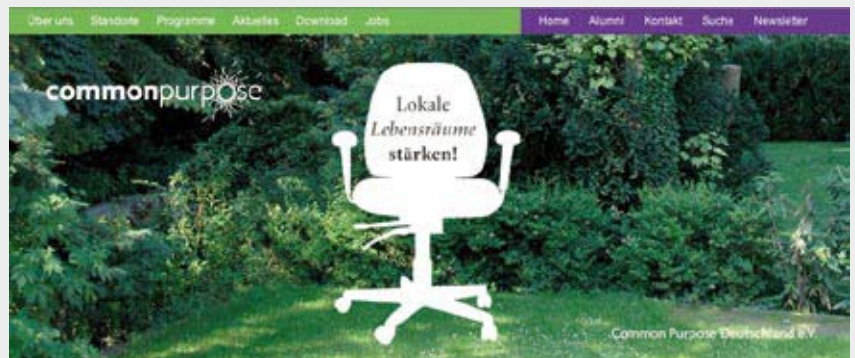 Über uns Standorte Programme Aktuelles Download Jobs Home Alumni Kontakt Suche Newsletter
commonpurpose
Lokale
Lebensräume
stärken!
Common Purpose Deutschland e.V.